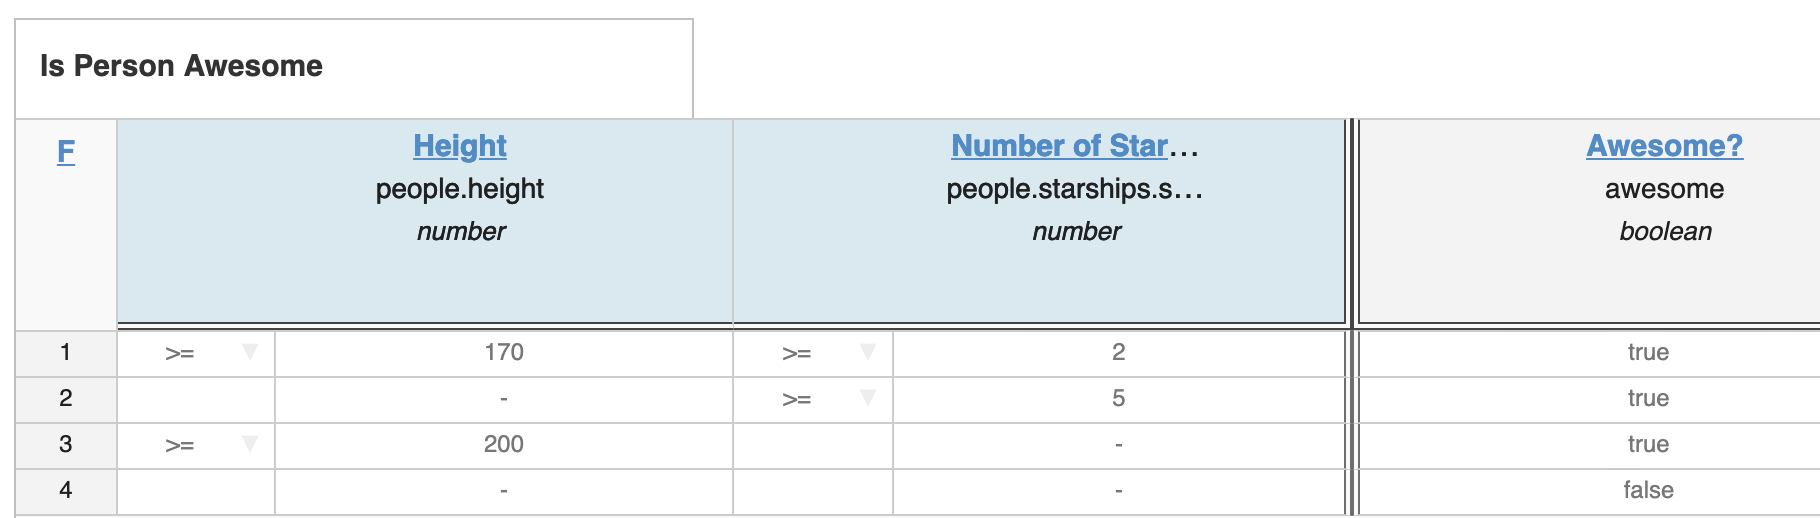 Is Person Awesome
F Height Number of Star... Awesome?
people.height people.starships.s... awesome
number number boolean
1 >= 170 >= 2 true
2 - >= 5 true
3 >= 200 - true
4 - - false